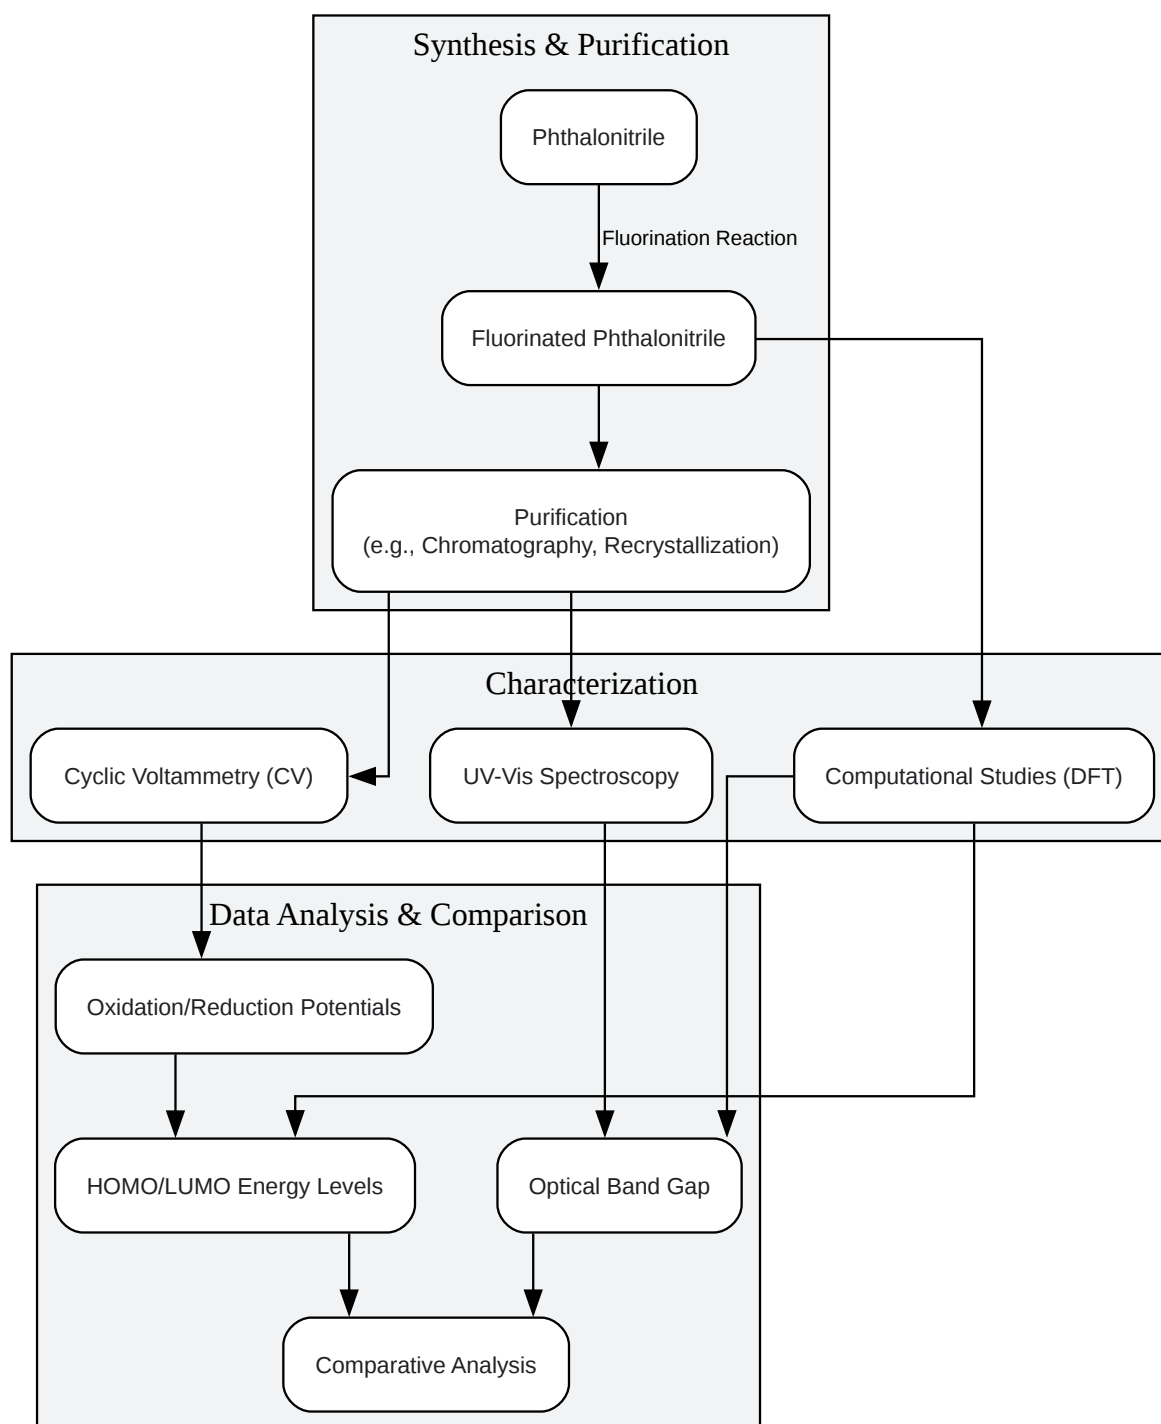 Synthesis & Purification
Phthalonitrile
Fluorination Reaction
Fluorinated Phthalonitrile
Purification
(e.g., Chromatography, Recrystallization)
Characterization
Cyclic Voltammetry (CV)
UV-Vis Spectroscopy
Computational Studies (DFT)
Data Analysis & Comparison
Oxidation/Reduction Potentials
HOMO/LUMO Energy Levels
Optical Band Gap
Comparative Analysis